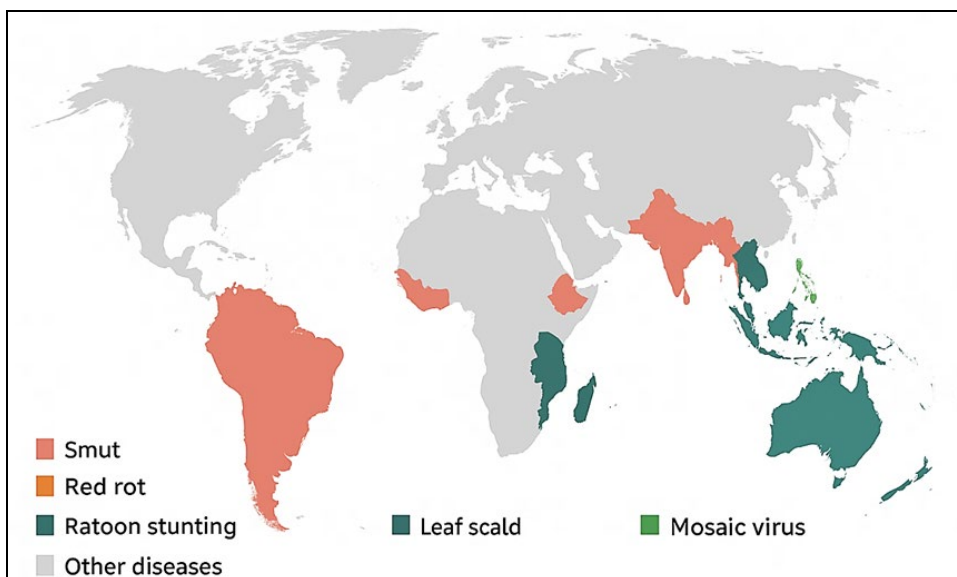 Smut
Red rot
Ratoon stunting
Leaf scald
Mosaic virus
Other diseases